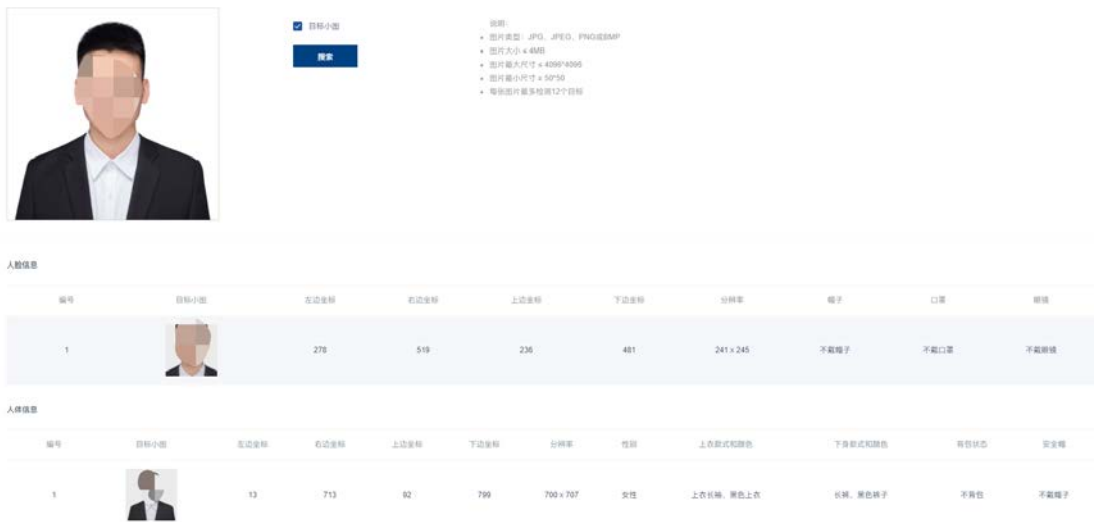 目标小图
搜索
说明：
图片类型：JPG、JPEG、PNG或BMP
图片大小 ≤ 4MB
图片最大尺寸 ≤ 4096*4096
图片最小尺寸 ≥ 50*50
每张图片最多检测12个目标
人脸信息
编号 目标小图 左边坐标 右边坐标 上边坐标 下边坐标 分辨率 帽子 口罩 眼镜
1 278 519 236 481 241 x 245 不戴帽子 不戴口罩 不戴眼镜
人体信息
编号 目标小图 左边坐标 右边坐标 上边坐标 下边坐标 分辨率 性别 上衣款式和颜色 下身款式和颜色 背包状态 安全帽
1 13 713 92 799 700 x 707 女性 上衣长袖、黑色上衣 长裤、黑色裤子 不背包 不戴帽子